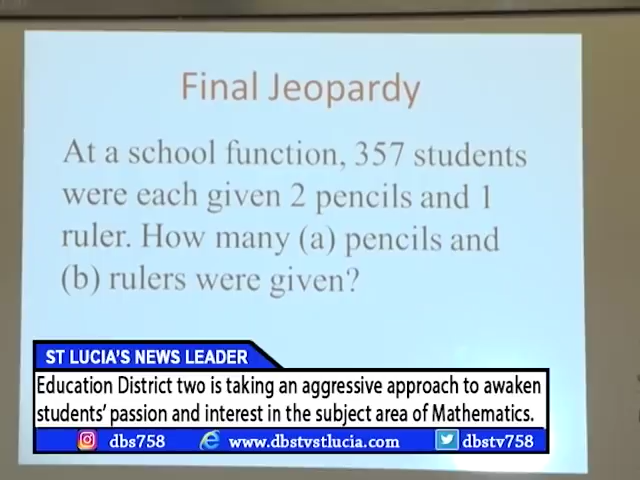 Final Jeopardy
At a school function, 357 students
were each given 2 pencils and 1
ruler. How many (a) pencils and
(b) rulers were given?
ST LUCIA'S NEWS LEADER
Education District two is taking an aggressive approach to awaken
students' passion and interest in the subject area of Mathematics.
dbs758 www.dbstvstlucia.com dbstv758